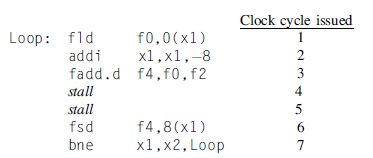 Clock cycle issued
Loop: fld f0,0(x1) 1
addi x1,x1,–8 2
fadd.d f4,f0,f2 3
stall 4
stall 5
fsd f4,8(x1) 6
bne x1,x2,Loop 7